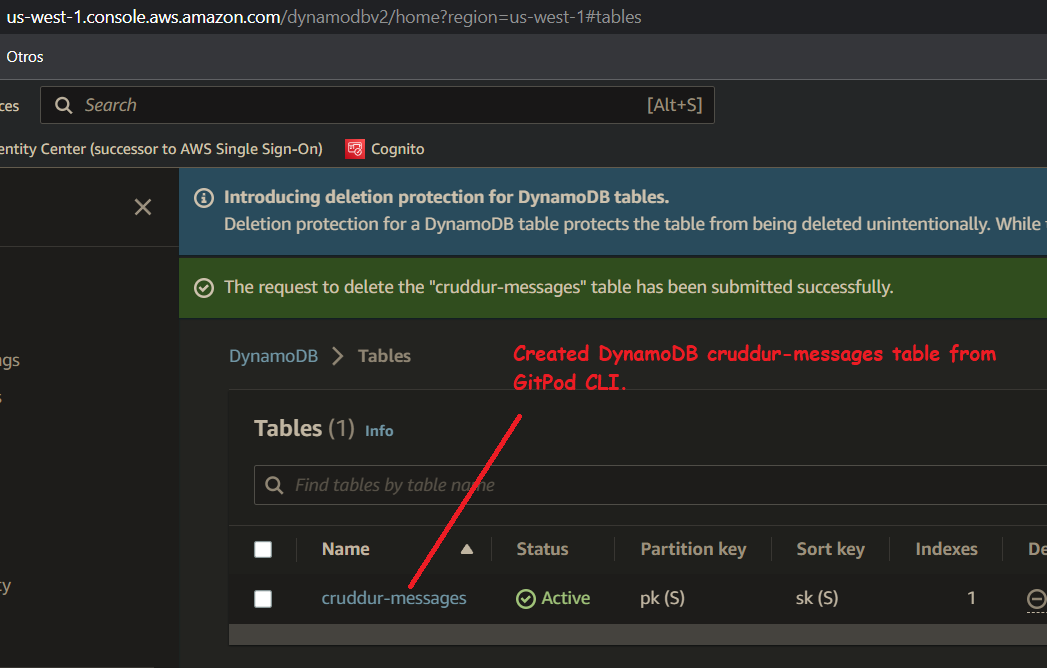 us-west-1.console.aws.amazon.com/dynamodbv2/home?region=us-west-1#tables
Otros
ces Search [Alt+S]
entity Center (successor to AWS Single Sign-On) Cognito
Introducing deletion protection for DynamoDB tables.
Deletion protection for a DynamoDB table protects the table from being deleted unintentionally. While
The request to delete the "cruddur-messages" table has been submitted successfully.
DynamoDB > Tables
Created DynamoDB cruddur-messages table from
GitPod CLI.
ngs
s
ty
Tables (1) Info
Find tables by table name
Name Status Partition key Sort key Indexes De
cruddur-messages Active pk (S) sk (S) 1